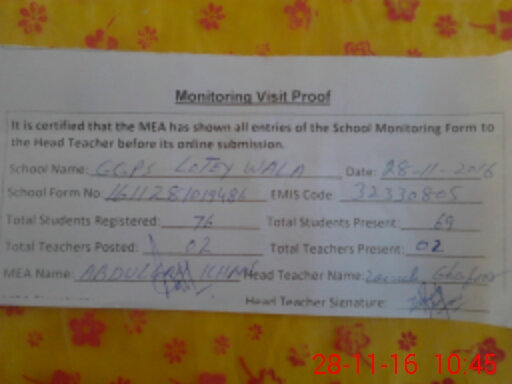 Monitoring Visit Proof
It is certified that the MEA has shown all entries of the School Monitoring Form to
the Head Teacher before its online submission.
School Name: GGPS LOTEY WALA Date: 28-11-2016
School Form No: EMIS Code: 32330805
Total Students Registered: 76 Total Students Present: 69
Total Teachers Posted: 02 Total Teachers Present: 02
MEA Name: Head Teacher Name:
Head Teacher Signature:
28-11-16 10:45